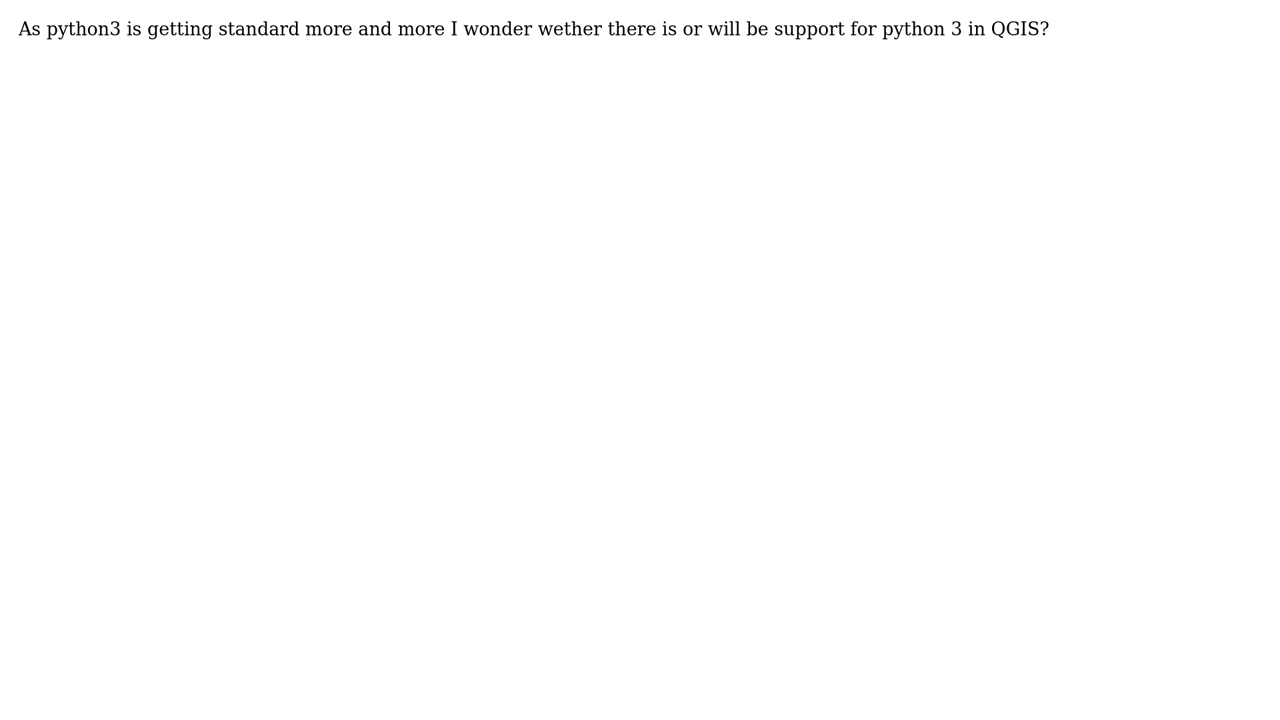 As python3 is getting standard more and more I wonder wether there is or will be support for python 3 in QGIS?